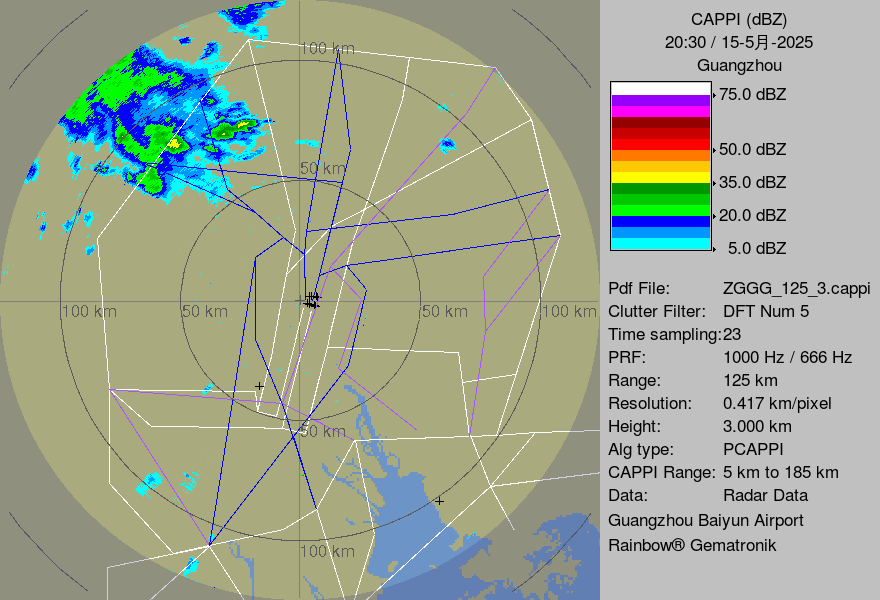 CAPPI (dBZ)
20:30 / 15-5月-2025
Guangzhou
75.0 dBZ
50.0 dBZ
35.0 dBZ
20.0 dBZ
5.0 dBZ
Pdf File: ZGGG_125_3.cappi
Clutter Filter: DFT Num 5
Time sampling:23
PRF: 1000 Hz / 666 Hz
Range: 125 km
Resolution: 0.417 km/pixel
Height: 3.000 km
Alg type: PCAPPI
CAPPI Range: 5 km to 185 km
Data: Radar Data
Guangzhou Baiyun Airport
Rainbow® Gematronik
100 km
50 km
100 km
50 km
50 km
100 km
50 km
100 km